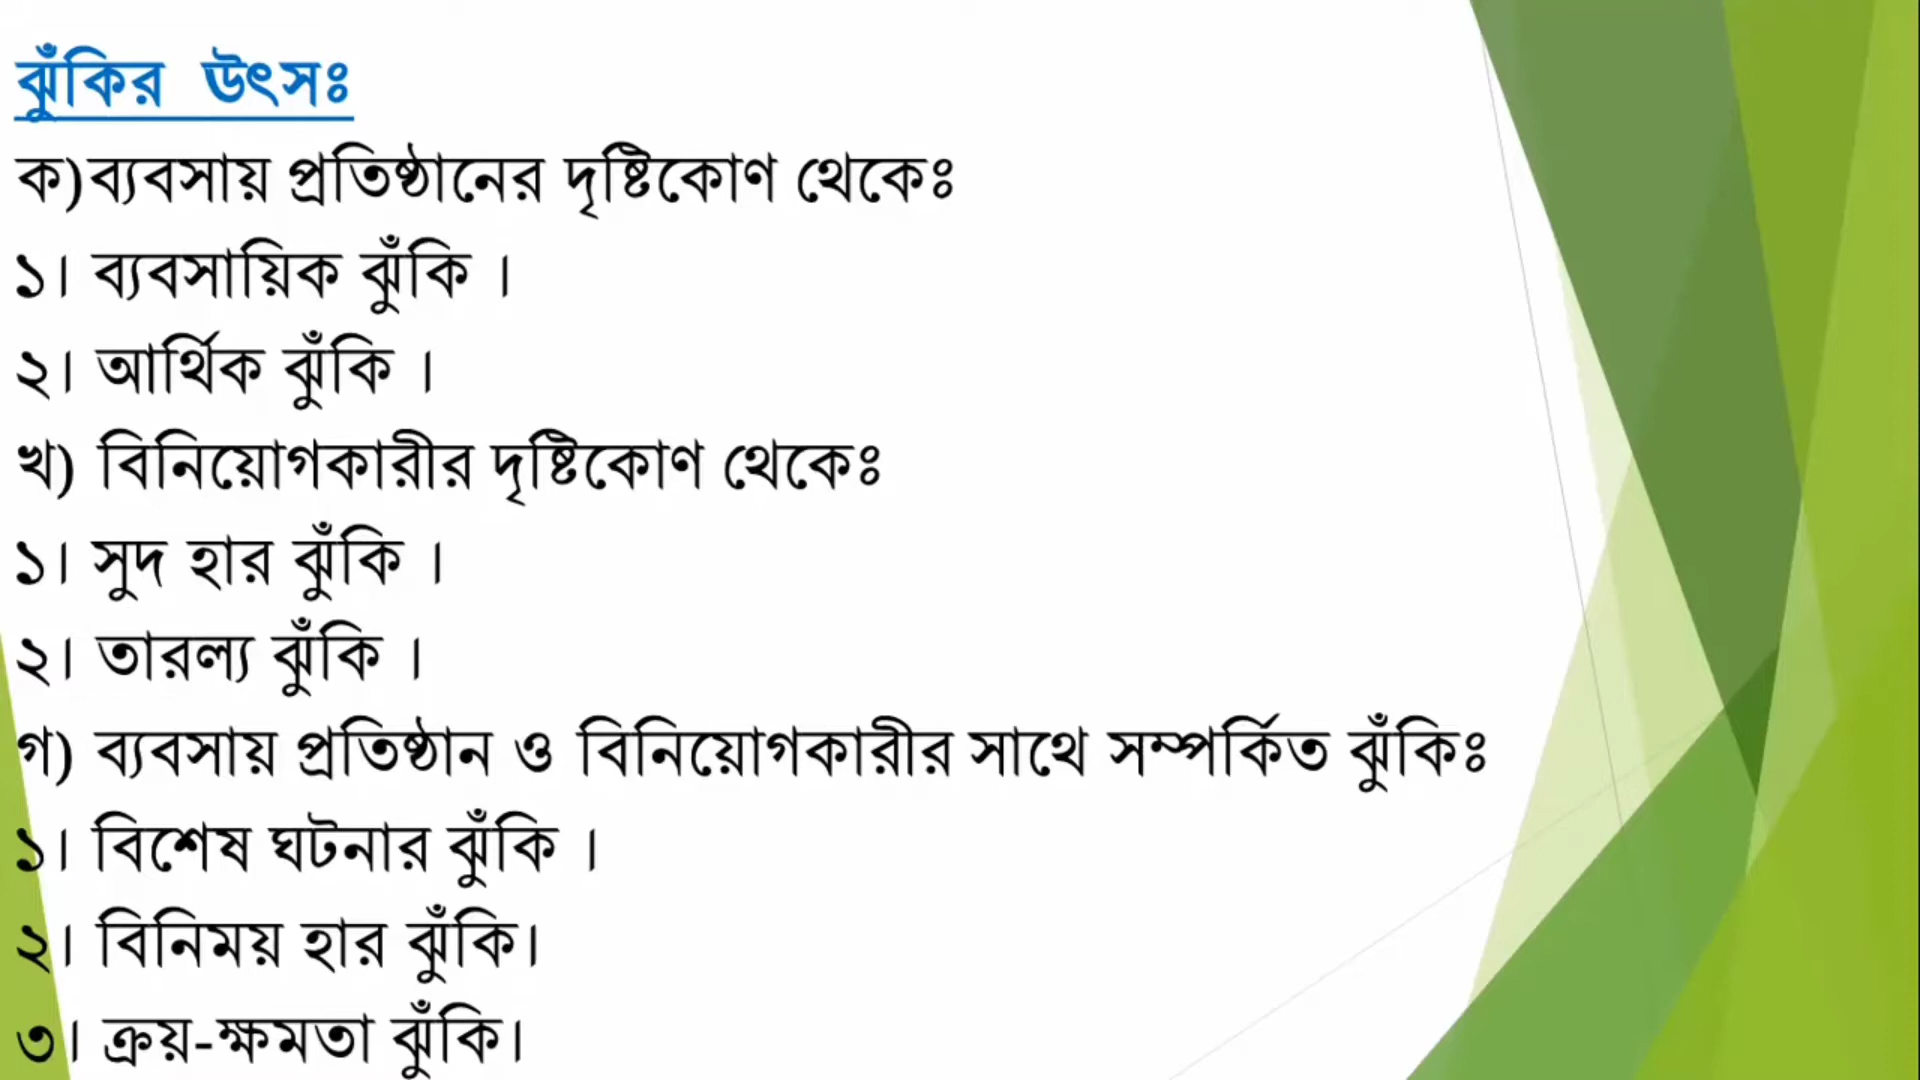 ঝুঁকির উৎসঃ
ক)ব্যবসায় প্রতিষ্ঠানের দৃষ্টিকোণ থেকেঃ
১। ব্যবসায়িক ঝুঁকি ।
২। আর্থিক ঝুঁকি ।
খ) বিনিয়োগকারীর দৃষ্টিকোণ থেকেঃ
১। সুদ হার ঝুঁকি ।
২। তারল্য ঝুঁকি ।
গ) ব্যবসায় প্রতিষ্ঠান ও বিনিয়োগকারীর সাথে সম্পর্কিত ঝুঁকিঃ
১। বিশেষ ঘটনার ঝুঁকি ।
২। বিনিময় হার ঝুঁকি।
৩। ক্রয়-ক্ষমতা ঝুঁকি।